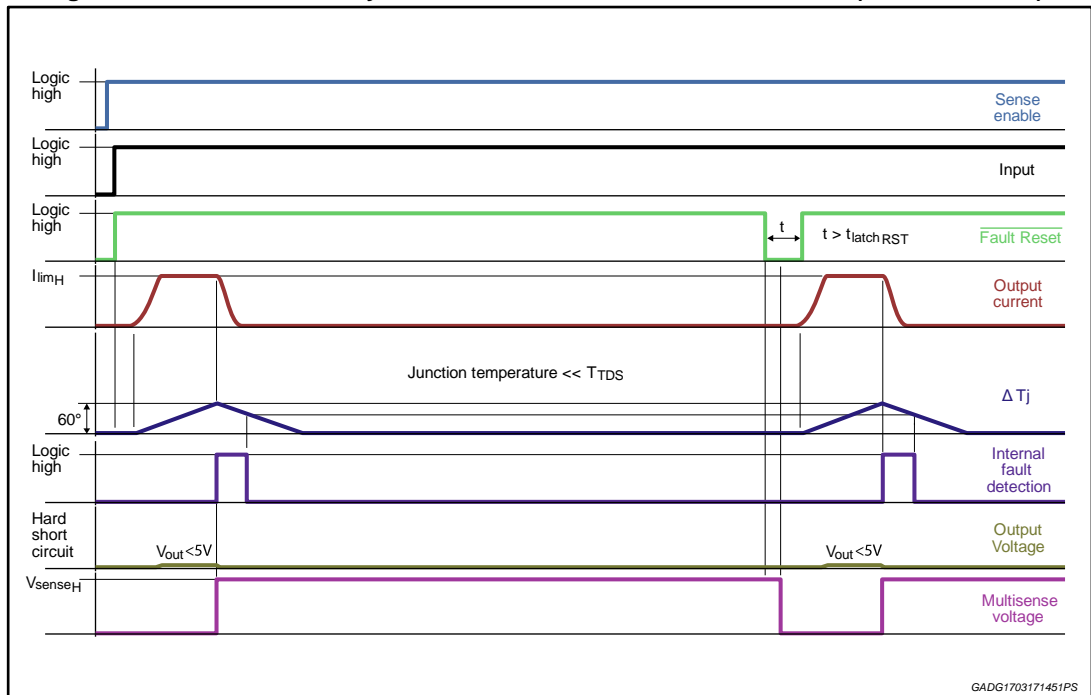 Logic
high
Sense
enable
Logic
high
Input
Logic
high
t
t > tlatch RST
Fault Reset
IlimH
Output
current
Junction temperature << TTDS
Δ Tj
60°
Logic
high
Internal
fault
detection
Hard
short
circuit
Vout<5V
Vout<5V
Output
Voltage
VsenseH
Multisense
voltage
GADG1703171451PS